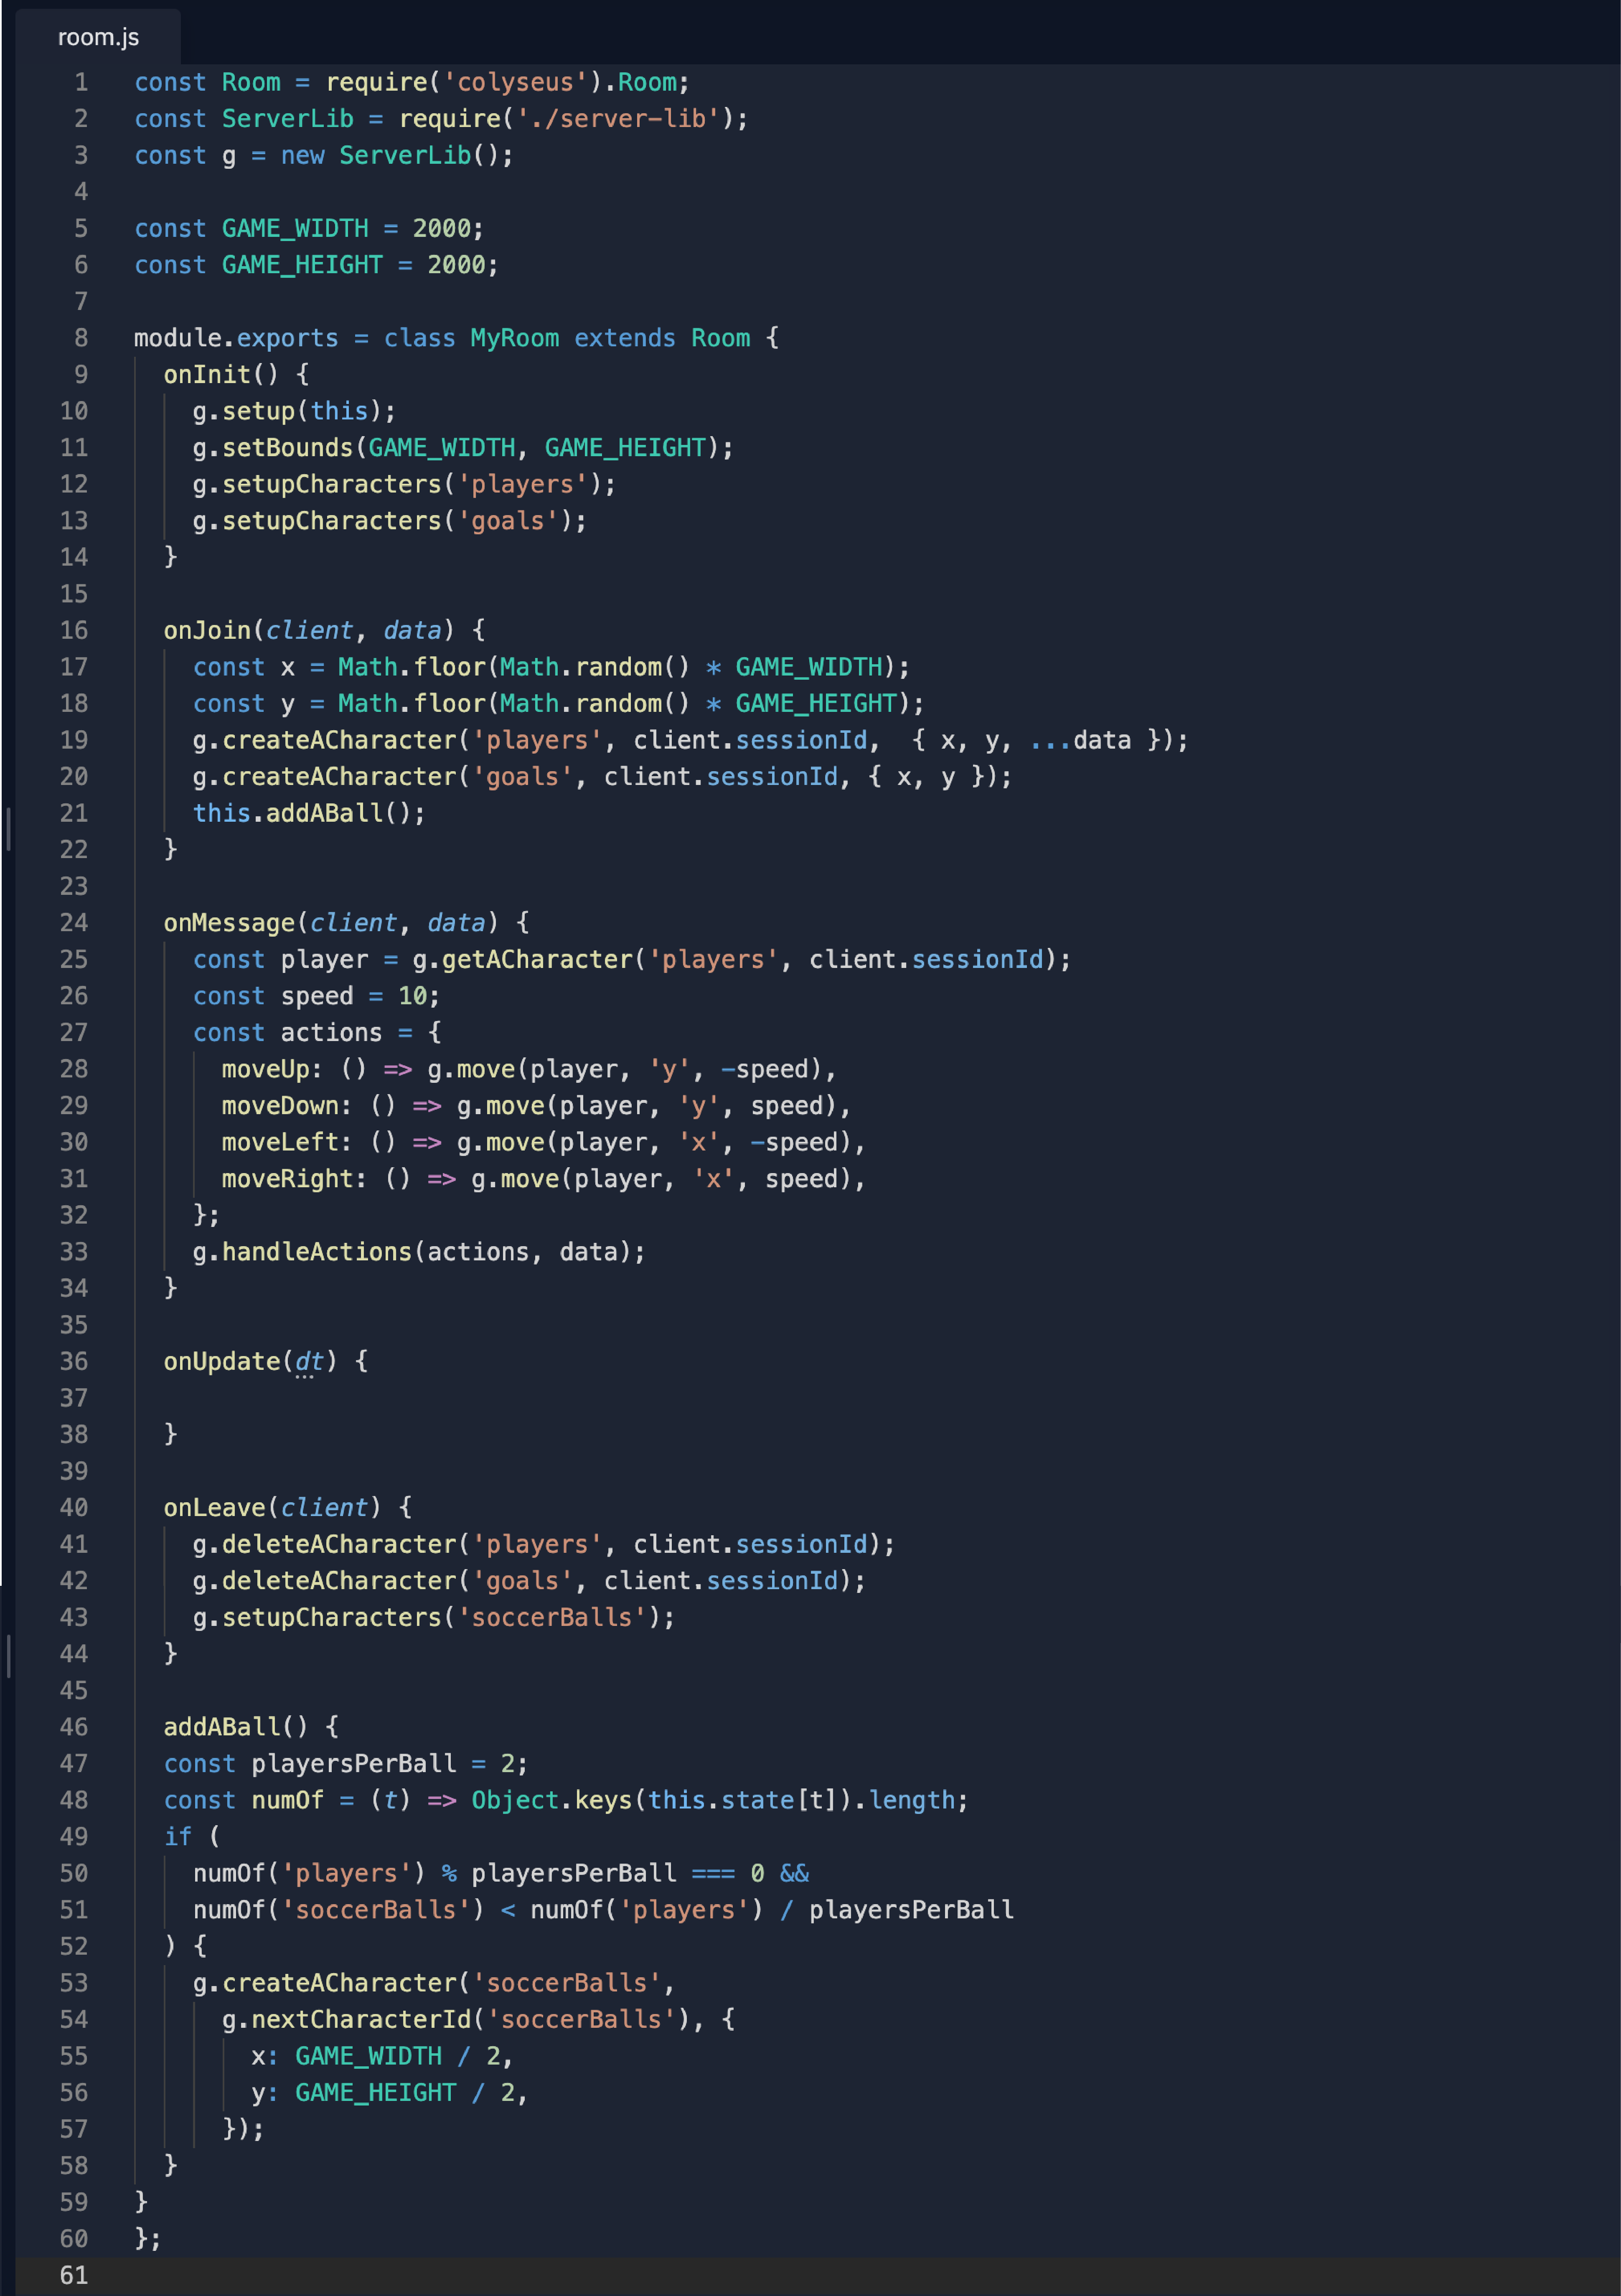 room.js
1 const Room = require('colyseus').Room;
2 const ServerLib = require('./server-lib');
3 const g = new ServerLib();
4
5 const GAME_WIDTH = 2000;
6 const GAME_HEIGHT = 2000;
7
8 module.exports = class MyRoom extends Room {
9   onInit() {
10     g.setup(this);
11     g.setBounds(GAME_WIDTH, GAME_HEIGHT);
12     g.setupCharacters('players');
13     g.setupCharacters('goals');
14   }
15
16   onJoin(client, data) {
17     const x = Math.floor(Math.random() * GAME_WIDTH);
18     const y = Math.floor(Math.random() * GAME_HEIGHT);
19     g.createACharacter('players', client.sessionId,  { x, y, ...data });
20     g.createACharacter('goals', client.sessionId, { x, y });
21     this.addABall();
22   }
23
24   onMessage(client, data) {
25     const player = g.getACharacter('players', client.sessionId);
26     const speed = 10;
27     const actions = {
28       moveUp: () => g.move(player, 'y', -speed),
29       moveDown: () => g.move(player, 'y', speed),
30       moveLeft: () => g.move(player, 'x', -speed),
31       moveRight: () => g.move(player, 'x', speed),
32     };
33     g.handleActions(actions, data);
34   }
35
36   onUpdate(dt) {
37
38   }
39
40   onLeave(client) {
41     g.deleteACharacter('players', client.sessionId);
42     g.deleteACharacter('goals', client.sessionId);
43     g.setupCharacters('soccerBalls');
44   }
45
46   addABall() {
47   const playersPerBall = 2;
48   const numOf = (t) => Object.keys(this.state[t]).length;
49   if (
50     numOf('players') % playersPerBall === 0 &&
51     numOf('soccerBalls') < numOf('players') / playersPerBall
52   ) {
53     g.createACharacter('soccerBalls',
54       g.nextCharacterId('soccerBalls'), {
55         x: GAME_WIDTH / 2,
56         y: GAME_HEIGHT / 2,
57       });
58   }
59 }
60 };
61